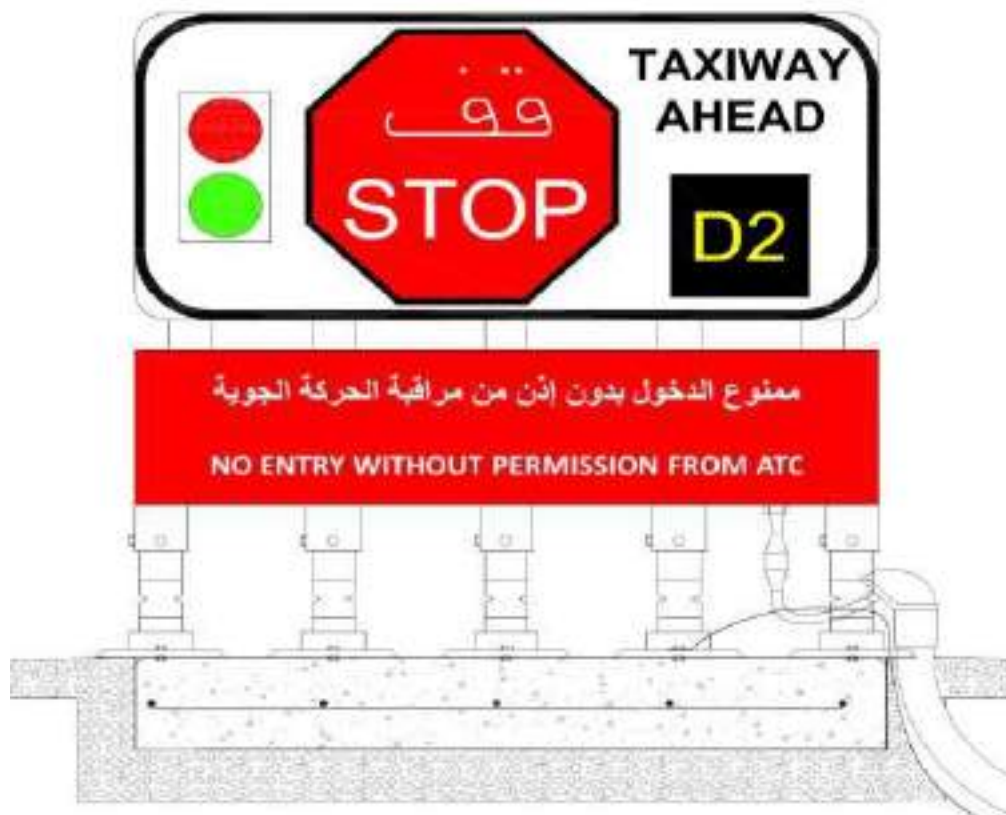 قف
STOP
TAXIWAY
AHEAD
D2
ممنوع الدخول بدون إذن من مراقبة الحركة الجوية
NO ENTRY WITHOUT PERMISSION FROM ATC